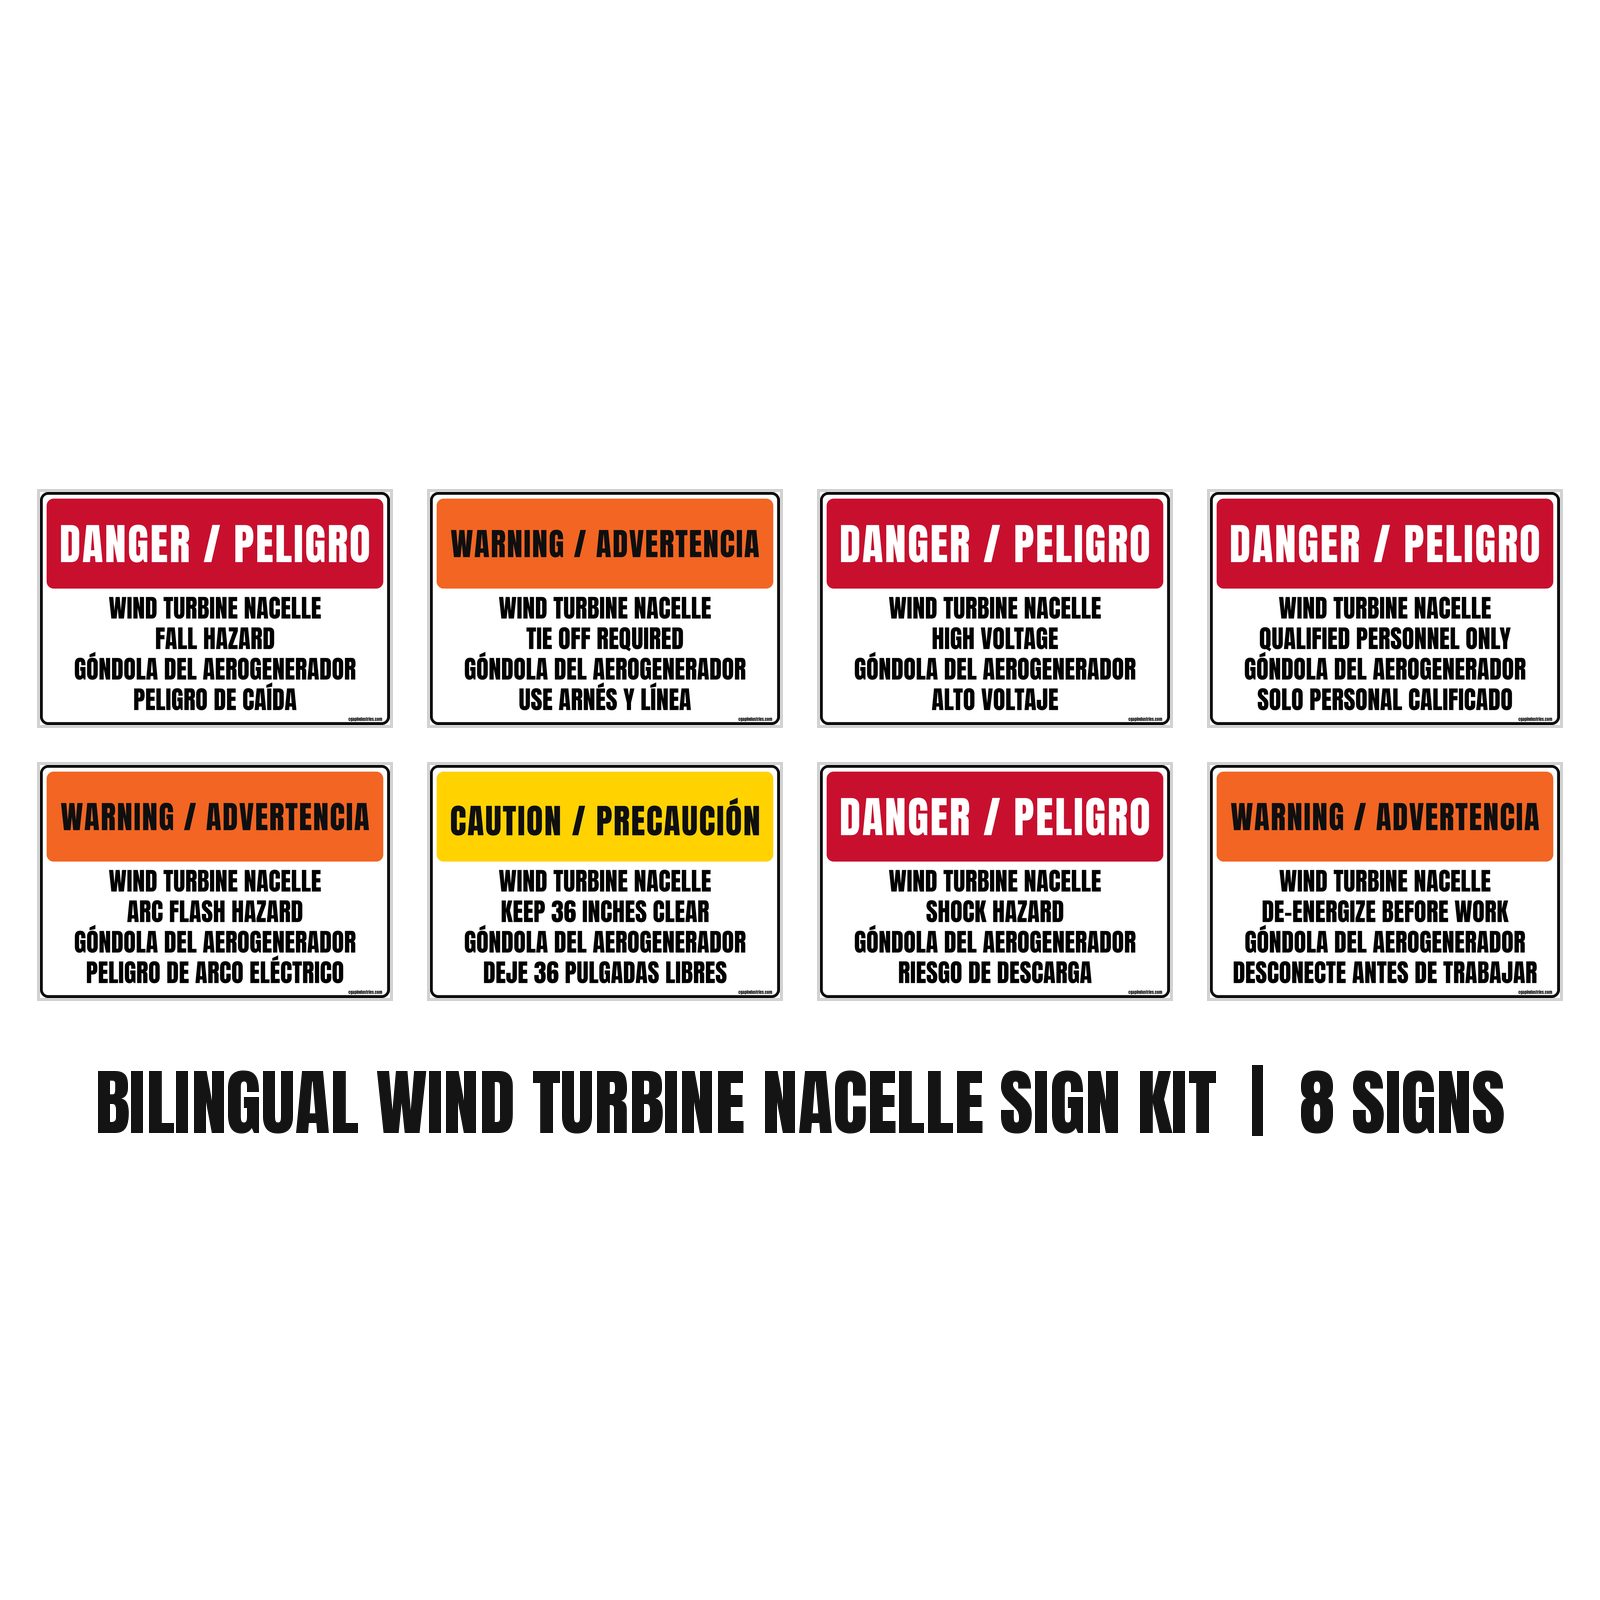 DANGER / PELIGRO
WIND TURBINE NACELLE
FALL HAZARD
GÓNDOLA DEL AEROGENERADOR
PELIGRO DE CAÍDA
WARNING / ADVERTENCIA
WIND TURBINE NACELLE
TIE OFF REQUIRED
GÓNDOLA DEL AEROGENERADOR
USE ARNÉS Y LÍNEA
DANGER / PELIGRO
WIND TURBINE NACELLE
HIGH VOLTAGE
GÓNDOLA DEL AEROGENERADOR
ALTO VOLTAJE
DANGER / PELIGRO
WIND TURBINE NACELLE
QUALIFIED PERSONNEL ONLY
GÓNDOLA DEL AEROGENERADOR
SOLO PERSONAL CALIFICADO
WARNING / ADVERTENCIA
WIND TURBINE NACELLE
ARC FLASH HAZARD
GÓNDOLA DEL AEROGENERADOR
PELIGRO DE ARCO ELÉCTRICO
CAUTION / PRECAUCIÓN
WIND TURBINE NACELLE
KEEP 36 INCHES CLEAR
GÓNDOLA DEL AEROGENERADOR
DEJE 36 PULGADAS LIBRES
DANGER / PELIGRO
WIND TURBINE NACELLE
SHOCK HAZARD
GÓNDOLA DEL AEROGENERADOR
RIESGO DE DESCARGA
WARNING / ADVERTENCIA
WIND TURBINE NACELLE
DE-ENERGIZE BEFORE WORK
GÓNDOLA DEL AEROGENERADOR
DESCONECTE ANTES DE TRABAJAR
BILINGUAL WIND TURBINE NACELLE SIGN KIT | 8 SIGNS